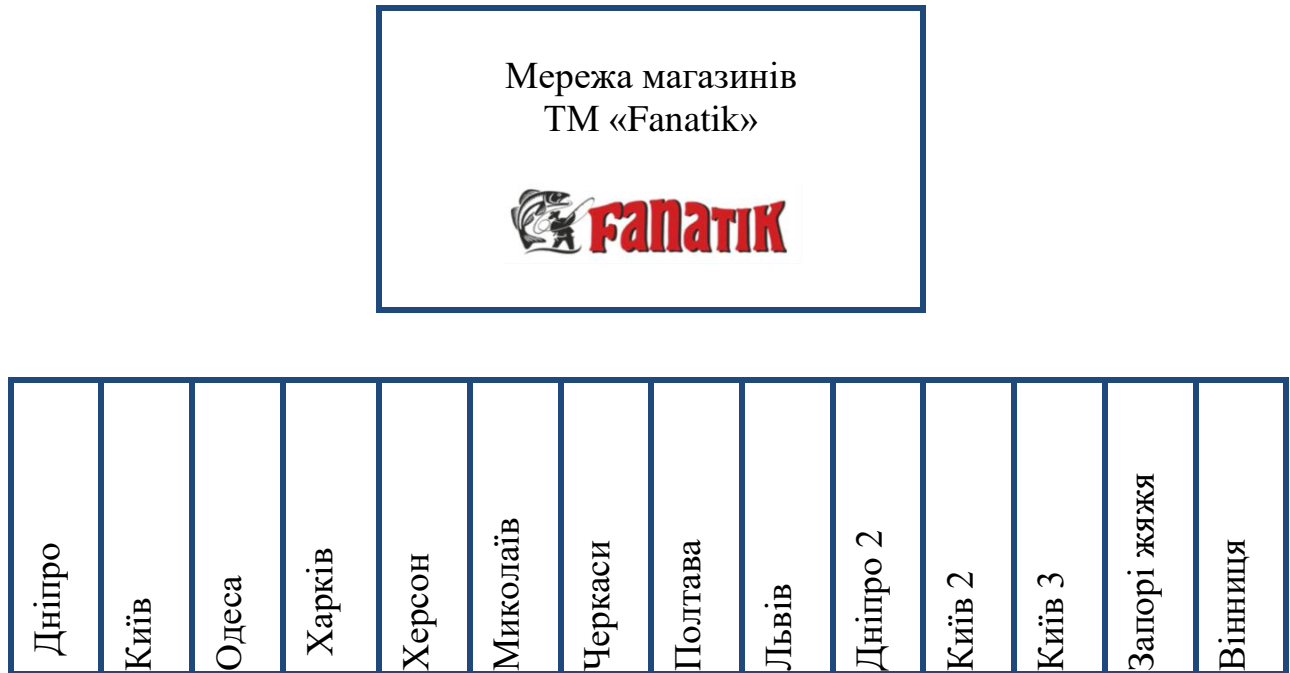 Мережа магазинів
ТМ «Fanatik»
Fanatik
Дніпро
Київ
Одеса
Харків
Херсон
Миколаїв
Черкаси
Полтава
Львів
Дніпро 2
Київ 2
Київ 3
Запорі жяжя
Вінниця